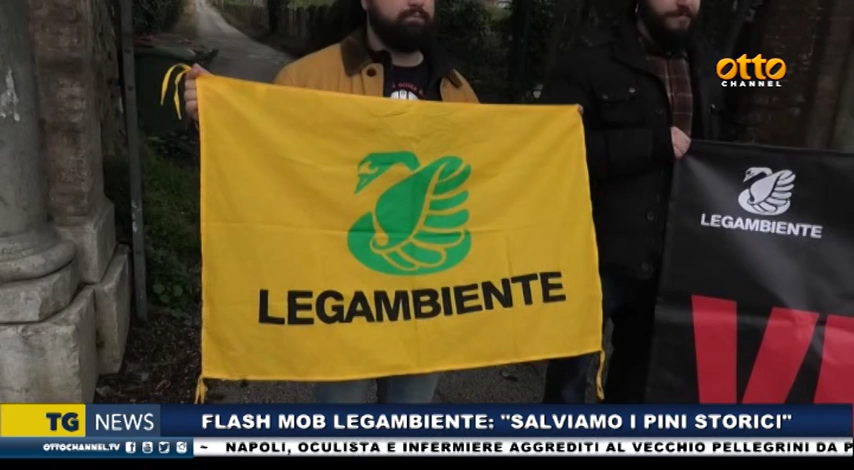 otto
CHANNEL
LEGAMBIENTE
LEGAMBIENTE
TG NEWS
FLASH MOB LEGAMBIENTE: "SALVIAMO I PINI STORICI"
OTTOCHANNEL.TV
~ NAPOLI, OCULISTA E INFERMIERE AGGREDITI AL VECCHIO PELLEGRINI DA P